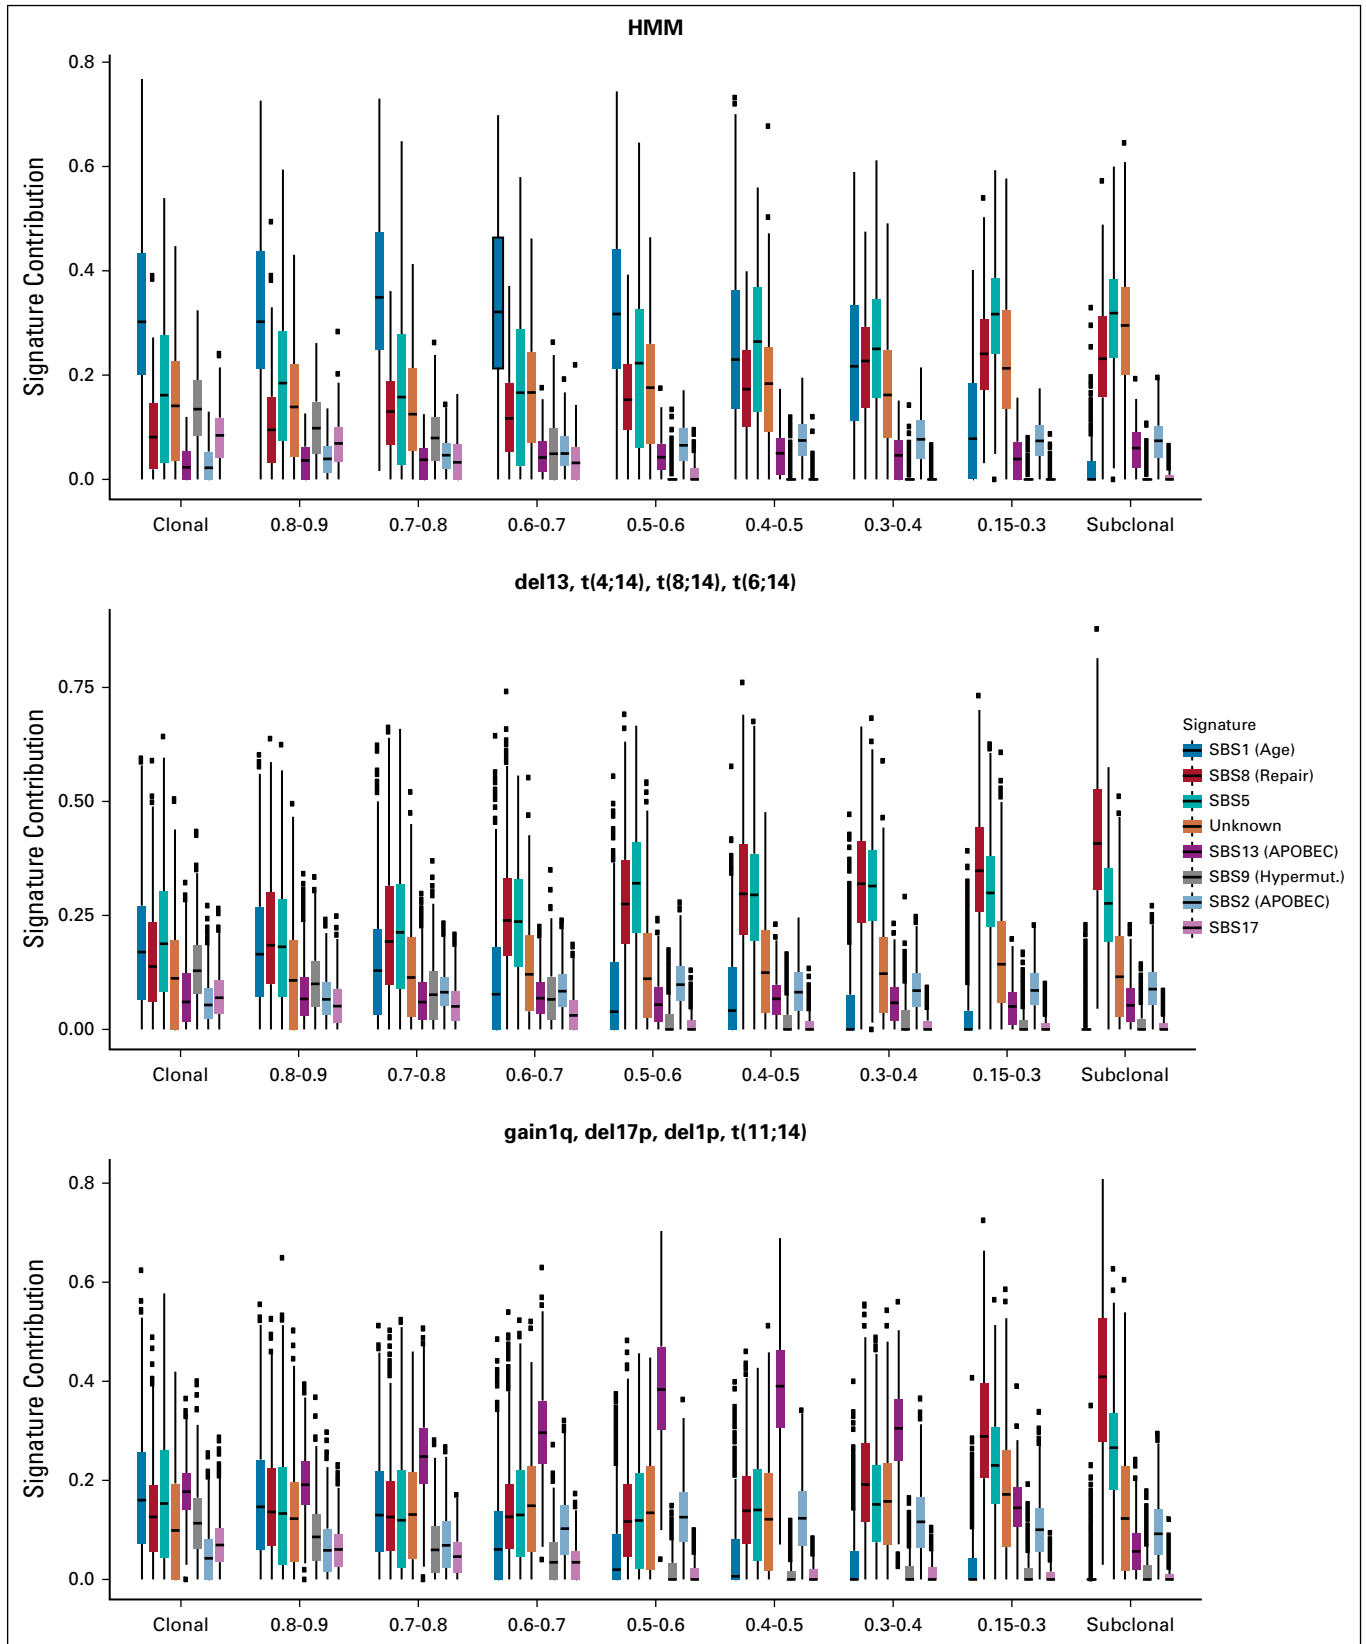 HMM
Signature Contribution
0.8
0.6
0.4
0.2
0.0
Clonal 0.8-0.9 0.7-0.8 0.6-0.7 0.5-0.6 0.4-0.5 0.3-0.4 0.15-0.3 Subclonal
del13, t(4;14), t(8;14), t(6;14)
Signature Contribution
0.75
0.50
0.25
0.00
Clonal 0.8-0.9 0.7-0.8 0.6-0.7 0.5-0.6 0.4-0.5 0.3-0.4 0.15-0.3 Subclonal
Signature
SBS1 (Age)
SBS8 (Repair)
SBS5
Unknown
SBS13 (APOBEC)
SBS9 (Hypermut.)
SBS2 (APOBEC)
SBS17
gain1q, del17p, del1p, t(11;14)
Signature Contribution
0.8
0.6
0.4
0.2
0.0
Clonal 0.8-0.9 0.7-0.8 0.6-0.7 0.5-0.6 0.4-0.5 0.3-0.4 0.15-0.3 Subclonal